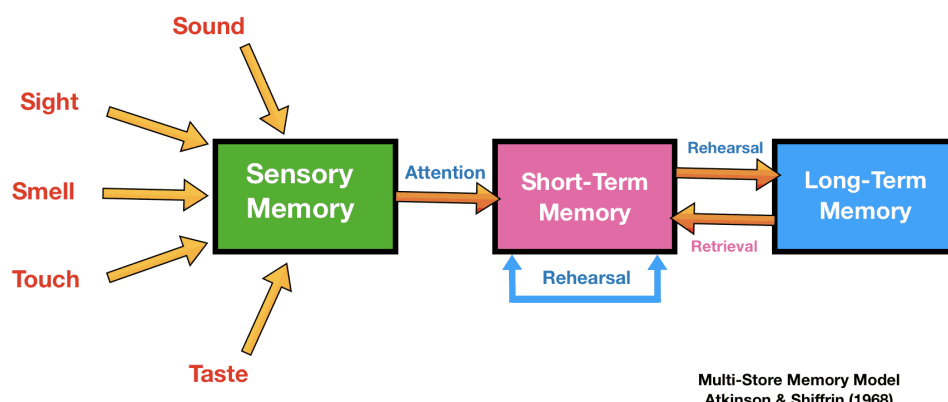 Sound
Sight
Smell
Touch
Taste
Sensory
Memory
Attention
Short-Term
Memory
Rehearsal
Rehearsal
Retrieval
Long-Term
Memory
Multi-Store Memory Model
Atkinson & Shiffrin (1968)